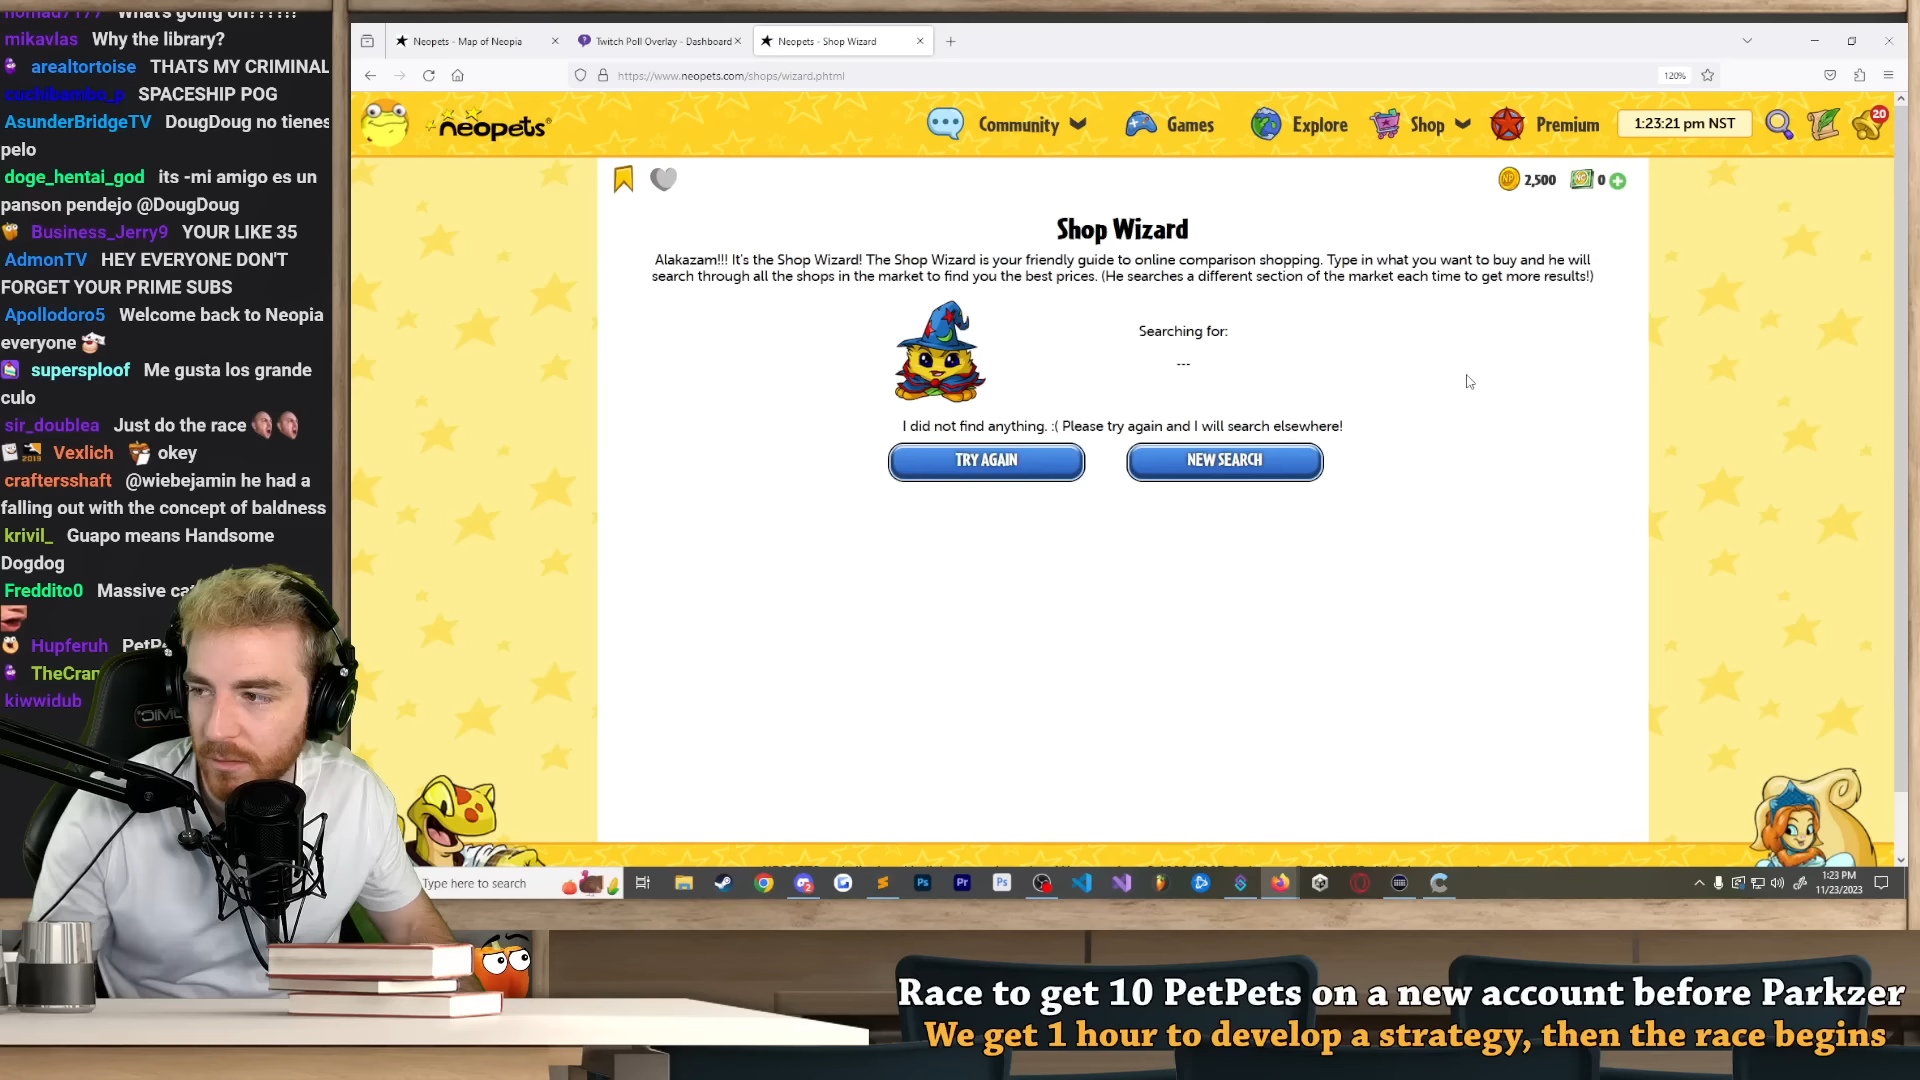 nomad7177 What's going on?????
mikavlas Why the library?
arealtortoise THATS MY CRIMINAL
cuchibambo_p SPACESHIP POG
AsunderBridgeTV DougDoug no tienes
pelo
doge_hentai_god its -mi amigo es un
panson pendejo @DougDoug
Business_Jerry9 YOUR LIKE 35
AdmonTV HEY EVERYONE DON'T
FORGET YOUR PRIME SUBS
Apollodoro5 Welcome back to Neopia
everyone
supersploof Me gusta los grande
culo
sir_doublea Just do the race
Vexlich okey
craftersshaft @wiebejamin he had a
falling out with the concept of baldness
krivil_ Guapo means Handsome
Dogdog
Freddito0 Massive
Hupferuh
TheCran
kiwwidub
Neopets - Map of Neopia
Twitch Poll Overlay - Dashboard
Neopets - Shop Wizard
https://www.neopets.com/shops/wizard.phtml
120%
neopets
Community
Games
Explore
Shop
Premium
1:23:21 pm NST
20
NP 2,500
NC 0
Shop Wizard
Alakazam!!! It's the Shop Wizard! The Shop Wizard is your friendly guide to online comparison shopping. Type in what you want to buy and he will
search through all the shops in the market to find you the best prices. (He searches a different section of the market each time to get more results!)
Searching for:
---
I did not find anything. :( Please try again and I will search elsewhere!
TRY AGAIN
NEW SEARCH
Type here to search
1:23 PM
11/23/2023
Race to get 10 PetPets on a new account before Parkzer
We get 1 hour to develop a strategy, then the race begins